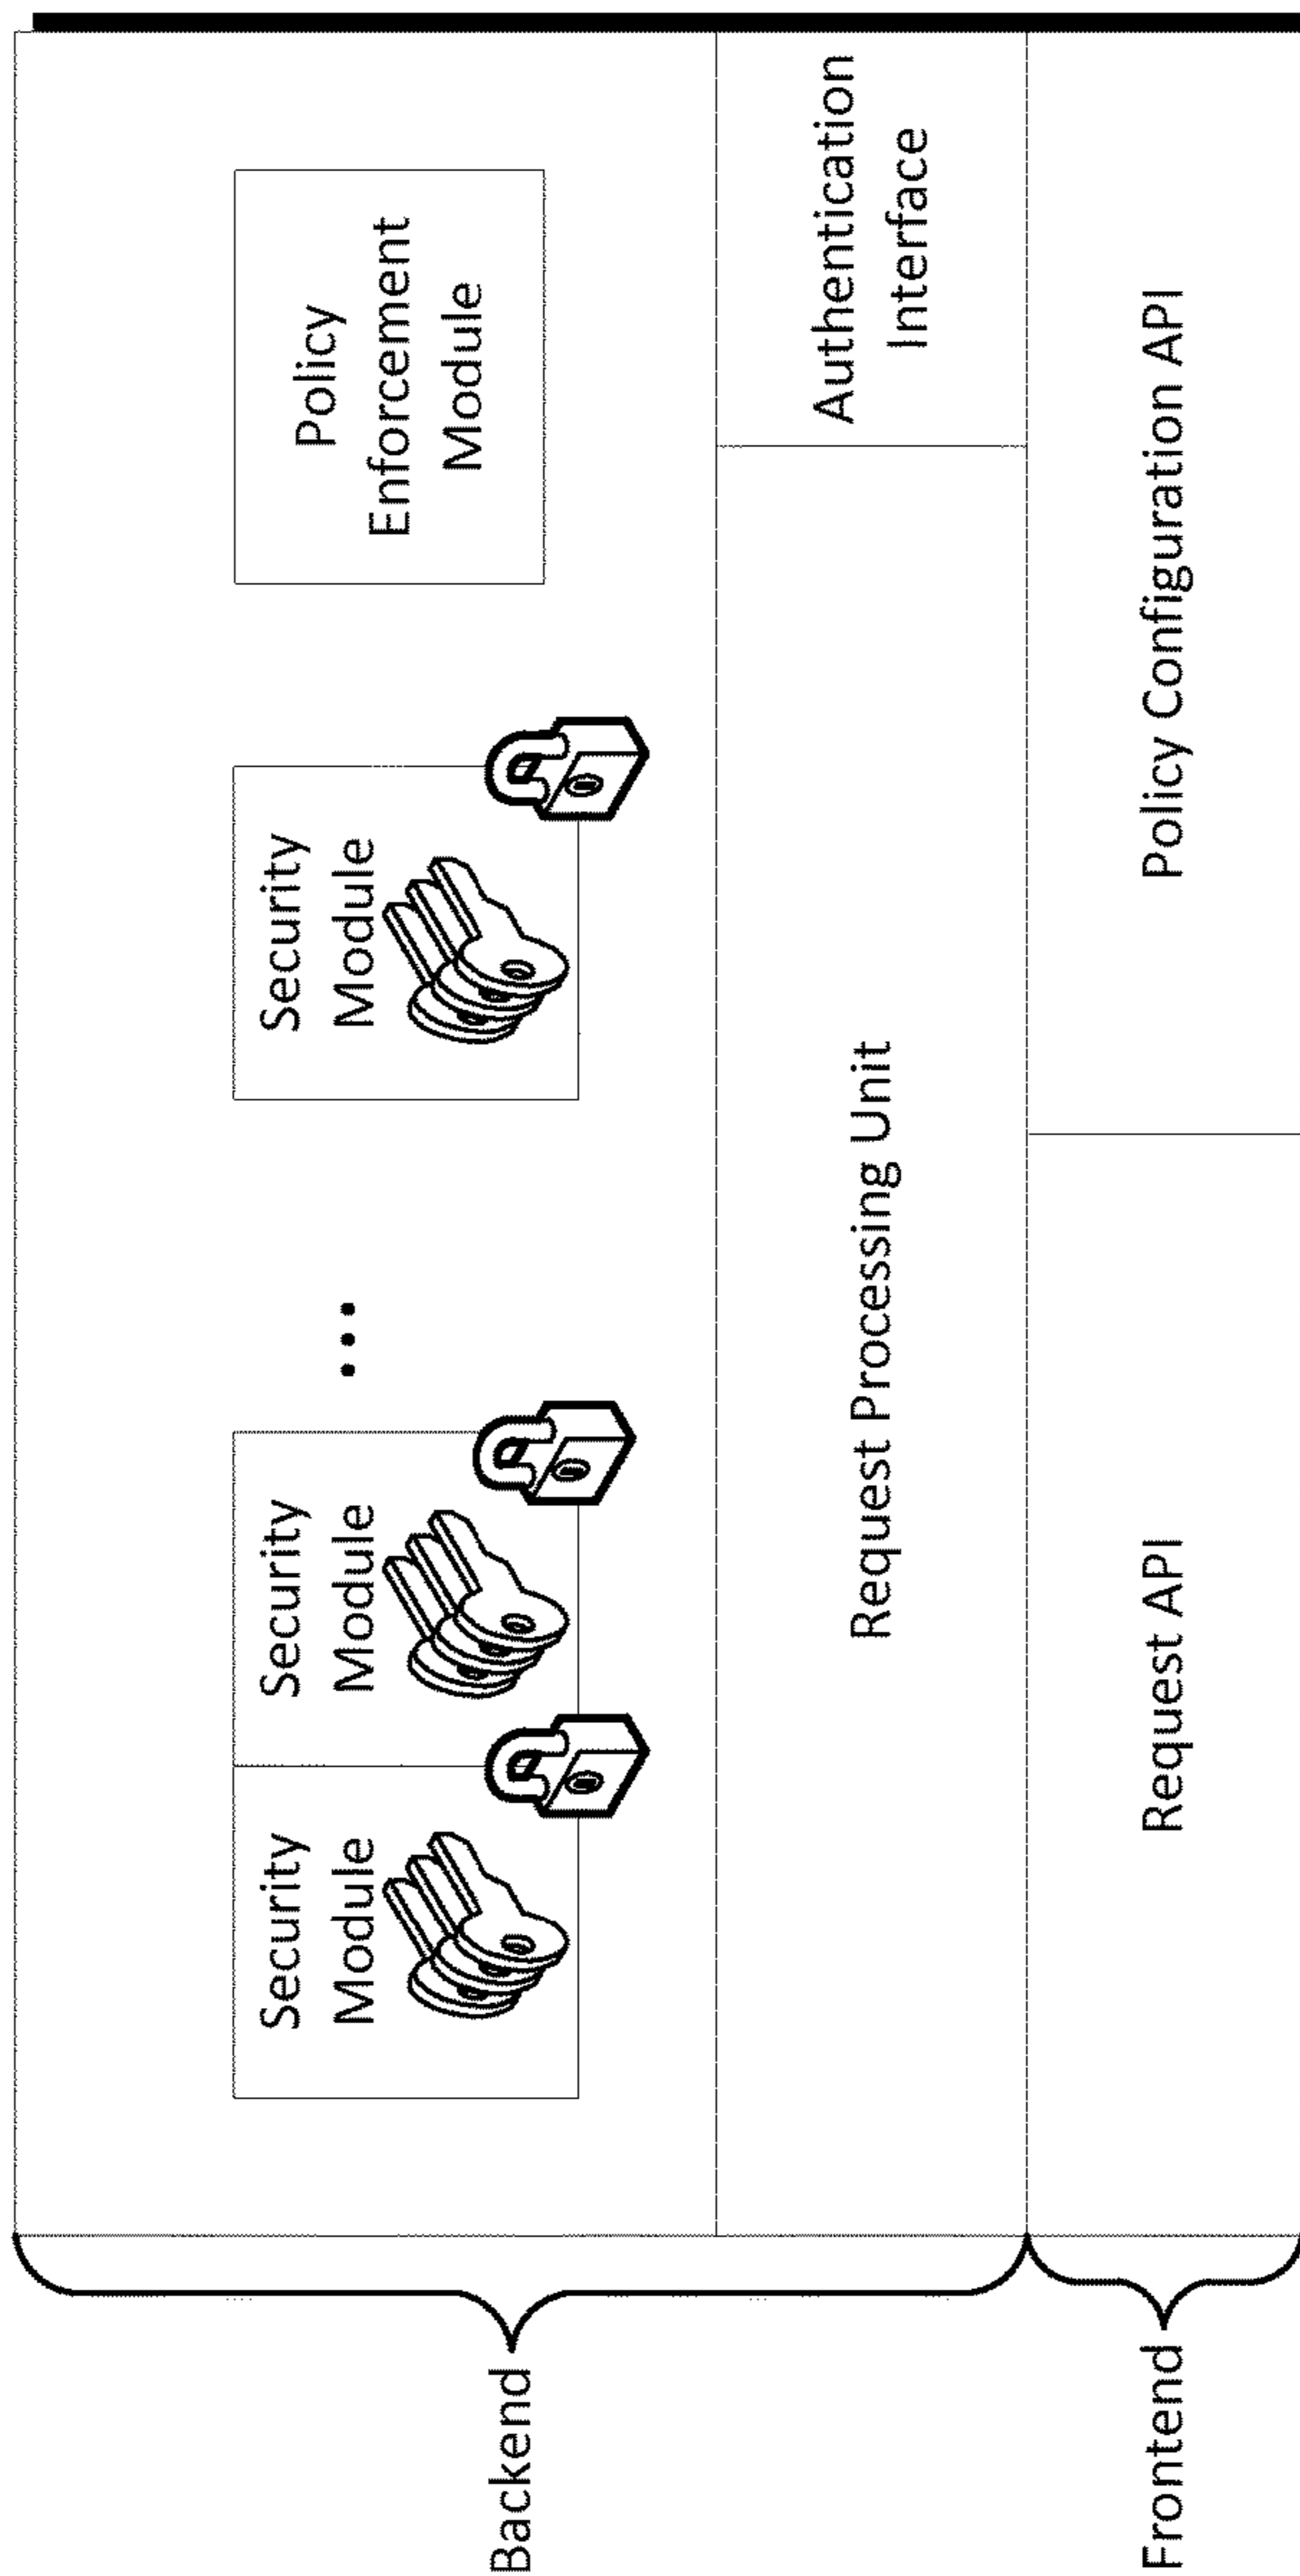 Backend
Security
Module
Security
Module
...
Security
Module
Policy
Enforcement
Module
Request Processing Unit
Authentication
Interface
Frontend
Request API
Policy Configuration API